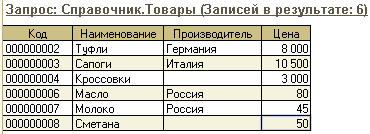 Запрос: Справочник.Товары (Записей в результате: 6)
Код Наименование Производитель Цена
000000002 Туфли Германия 8 000
000000003 Сапоги Италия 10 500
000000004 Кроссовки 3 000
000000006 Масло Россия 80
000000007 Молоко Россия 45
000000008 Сметана 50